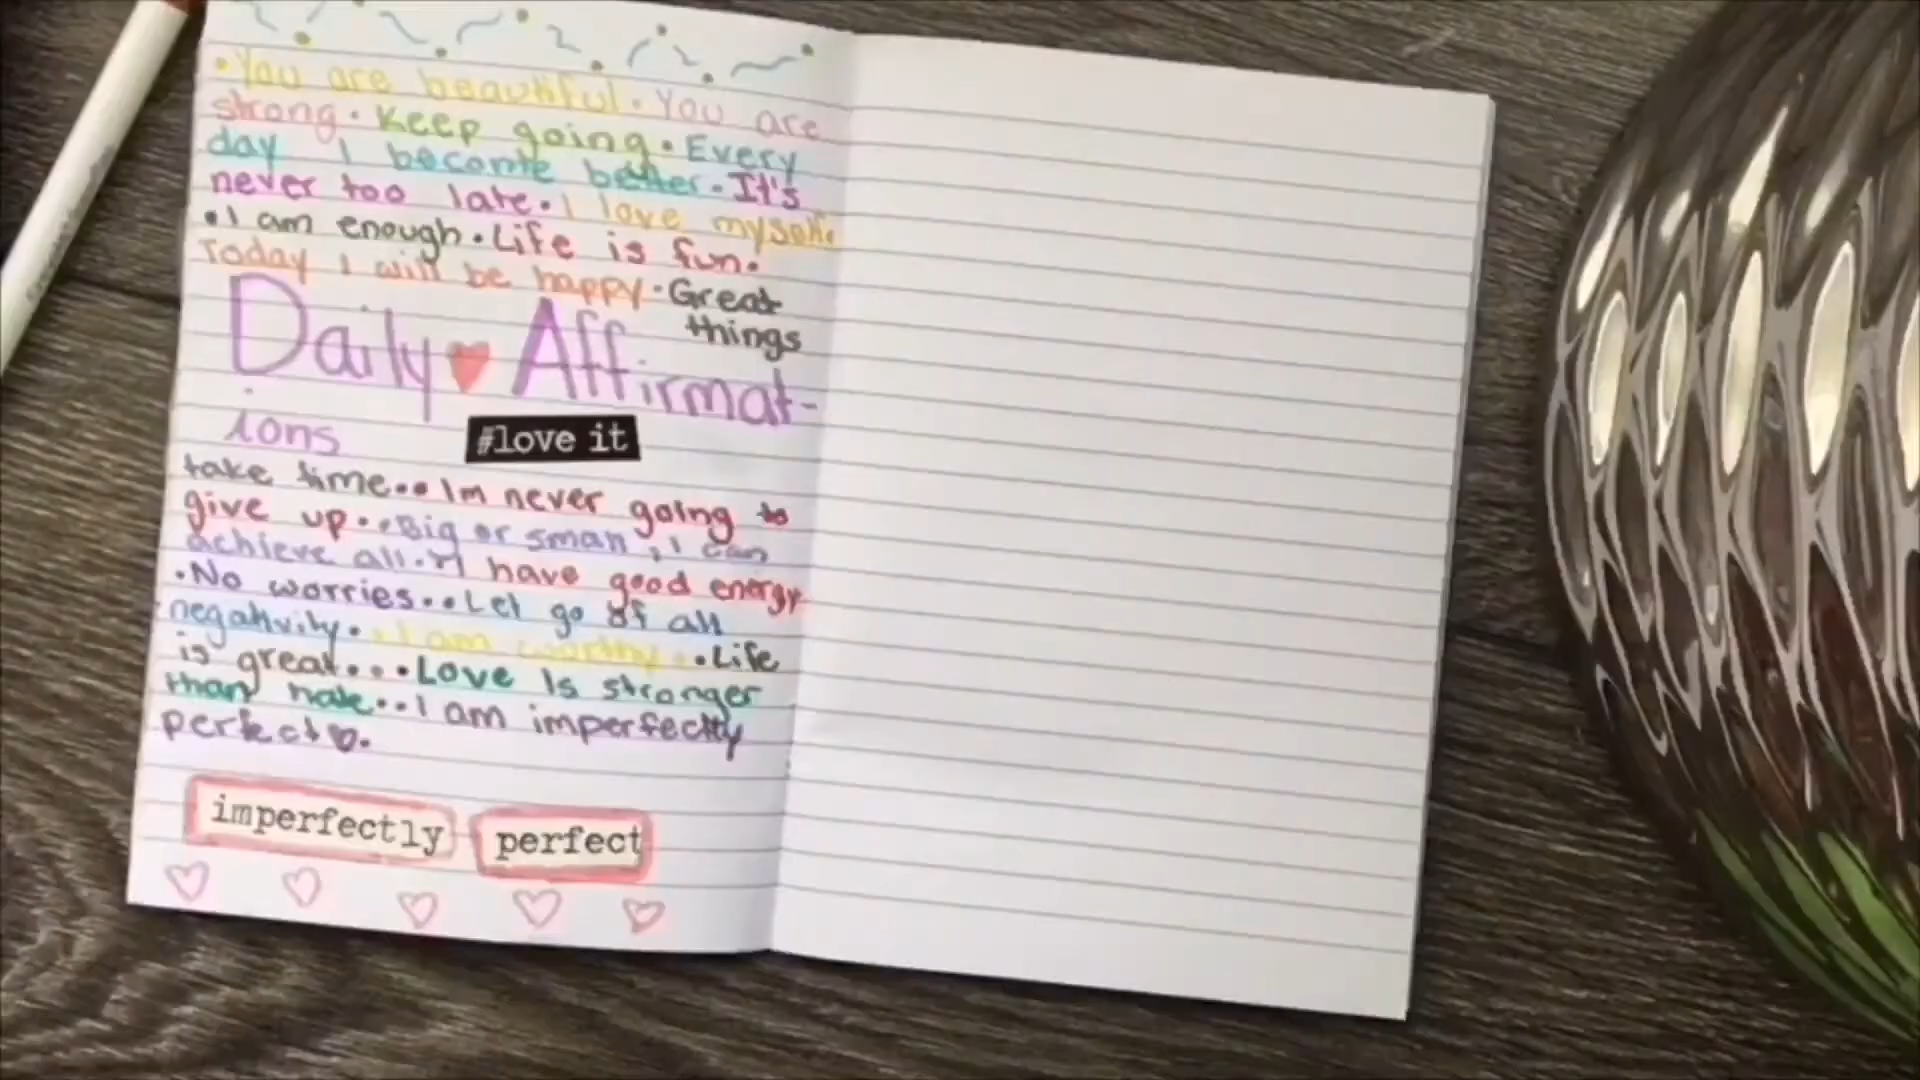 •You are beautiful • You are
strong • Keep going • Every
day I become better • It's
never too late • I love myself•
•I am enough • Life is fun•
Today I will be happy • Great
things
Daily ♥ Affirmat-
ions
#love it
take time•• Im never going to
give up •• Big or small, I can
achieve all • I have good energy
•No worries••Let go of all
negativity• •I am worthy • •Life
is great•••Love Is stronger
than hate••I am imperfectly
perfect♡•
imperfectly perfect